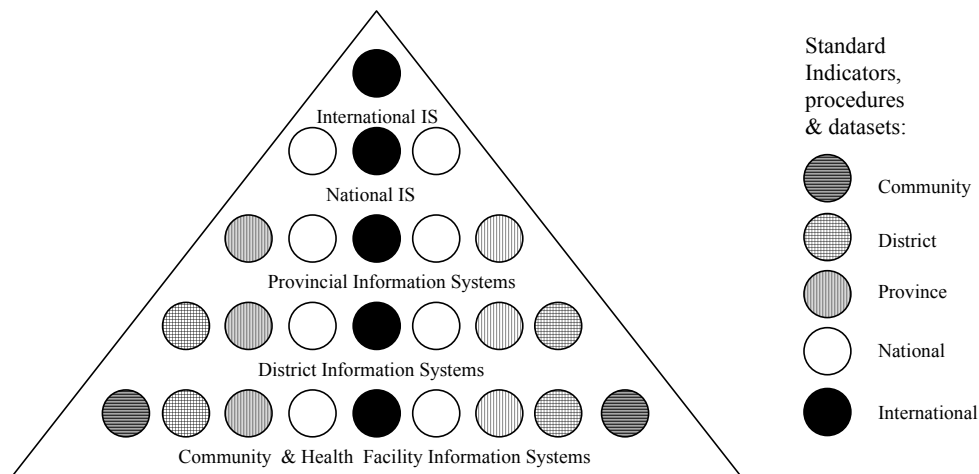 International IS
National IS
Provincial Information Systems
District Information Systems
Community & Health Facility Information Systems
Standard
Indicators,
procedures
& datasets:
Community
District
Province
National
International